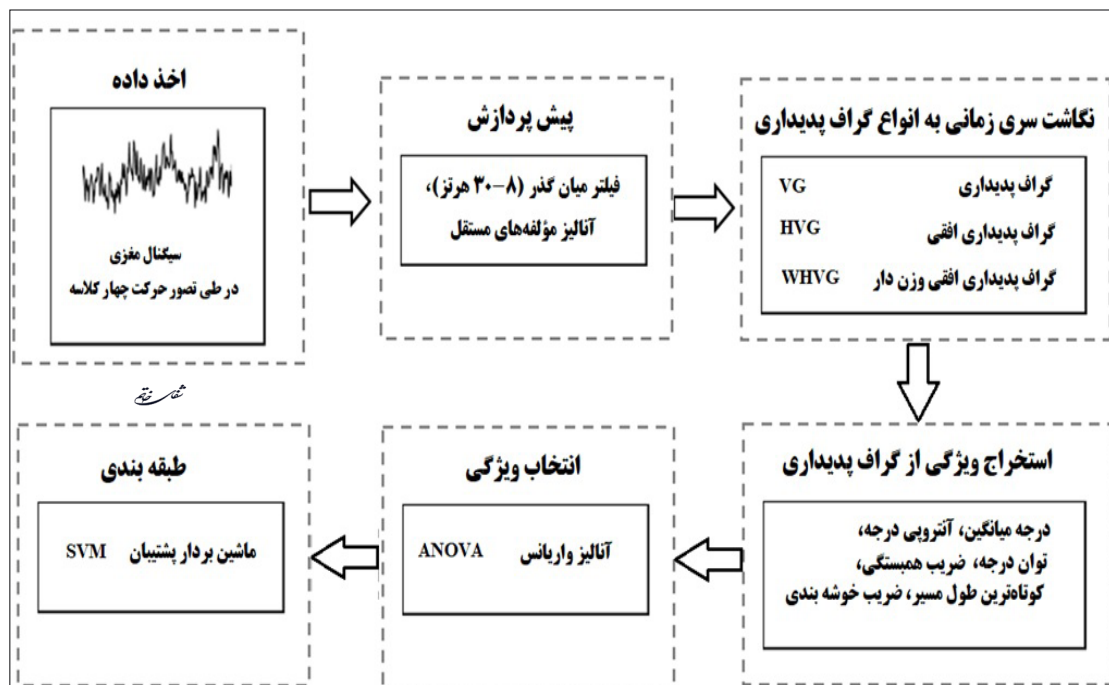 اخذ داده
سیگنال مغزی
در طی تصور حرکت چهار کلاسه
پیش پردازش
فیلتر میان گذر (۸–۳۰ هرتز)،
آنالیز مؤلفه‌های مستقل
نگاشت سری زمانی به انواع گراف پدیداری
گراف پدیداری VG
گراف پدیداری افقی HVG
گراف پدیداری افقی وزن دار WHVG
استخراج ویژگی از گراف پدیداری
درجه میانگین، آنتروپی درجه،
توان درجه، ضریب همبستگی،
کوتاه‌ترین طول مسیر، ضریب خوشه بندی
انتخاب ویژگی
آنالیز واریانس ANOVA
طبقه بندی
ماشین بردار پشتیبان SVM
شفای خاتم